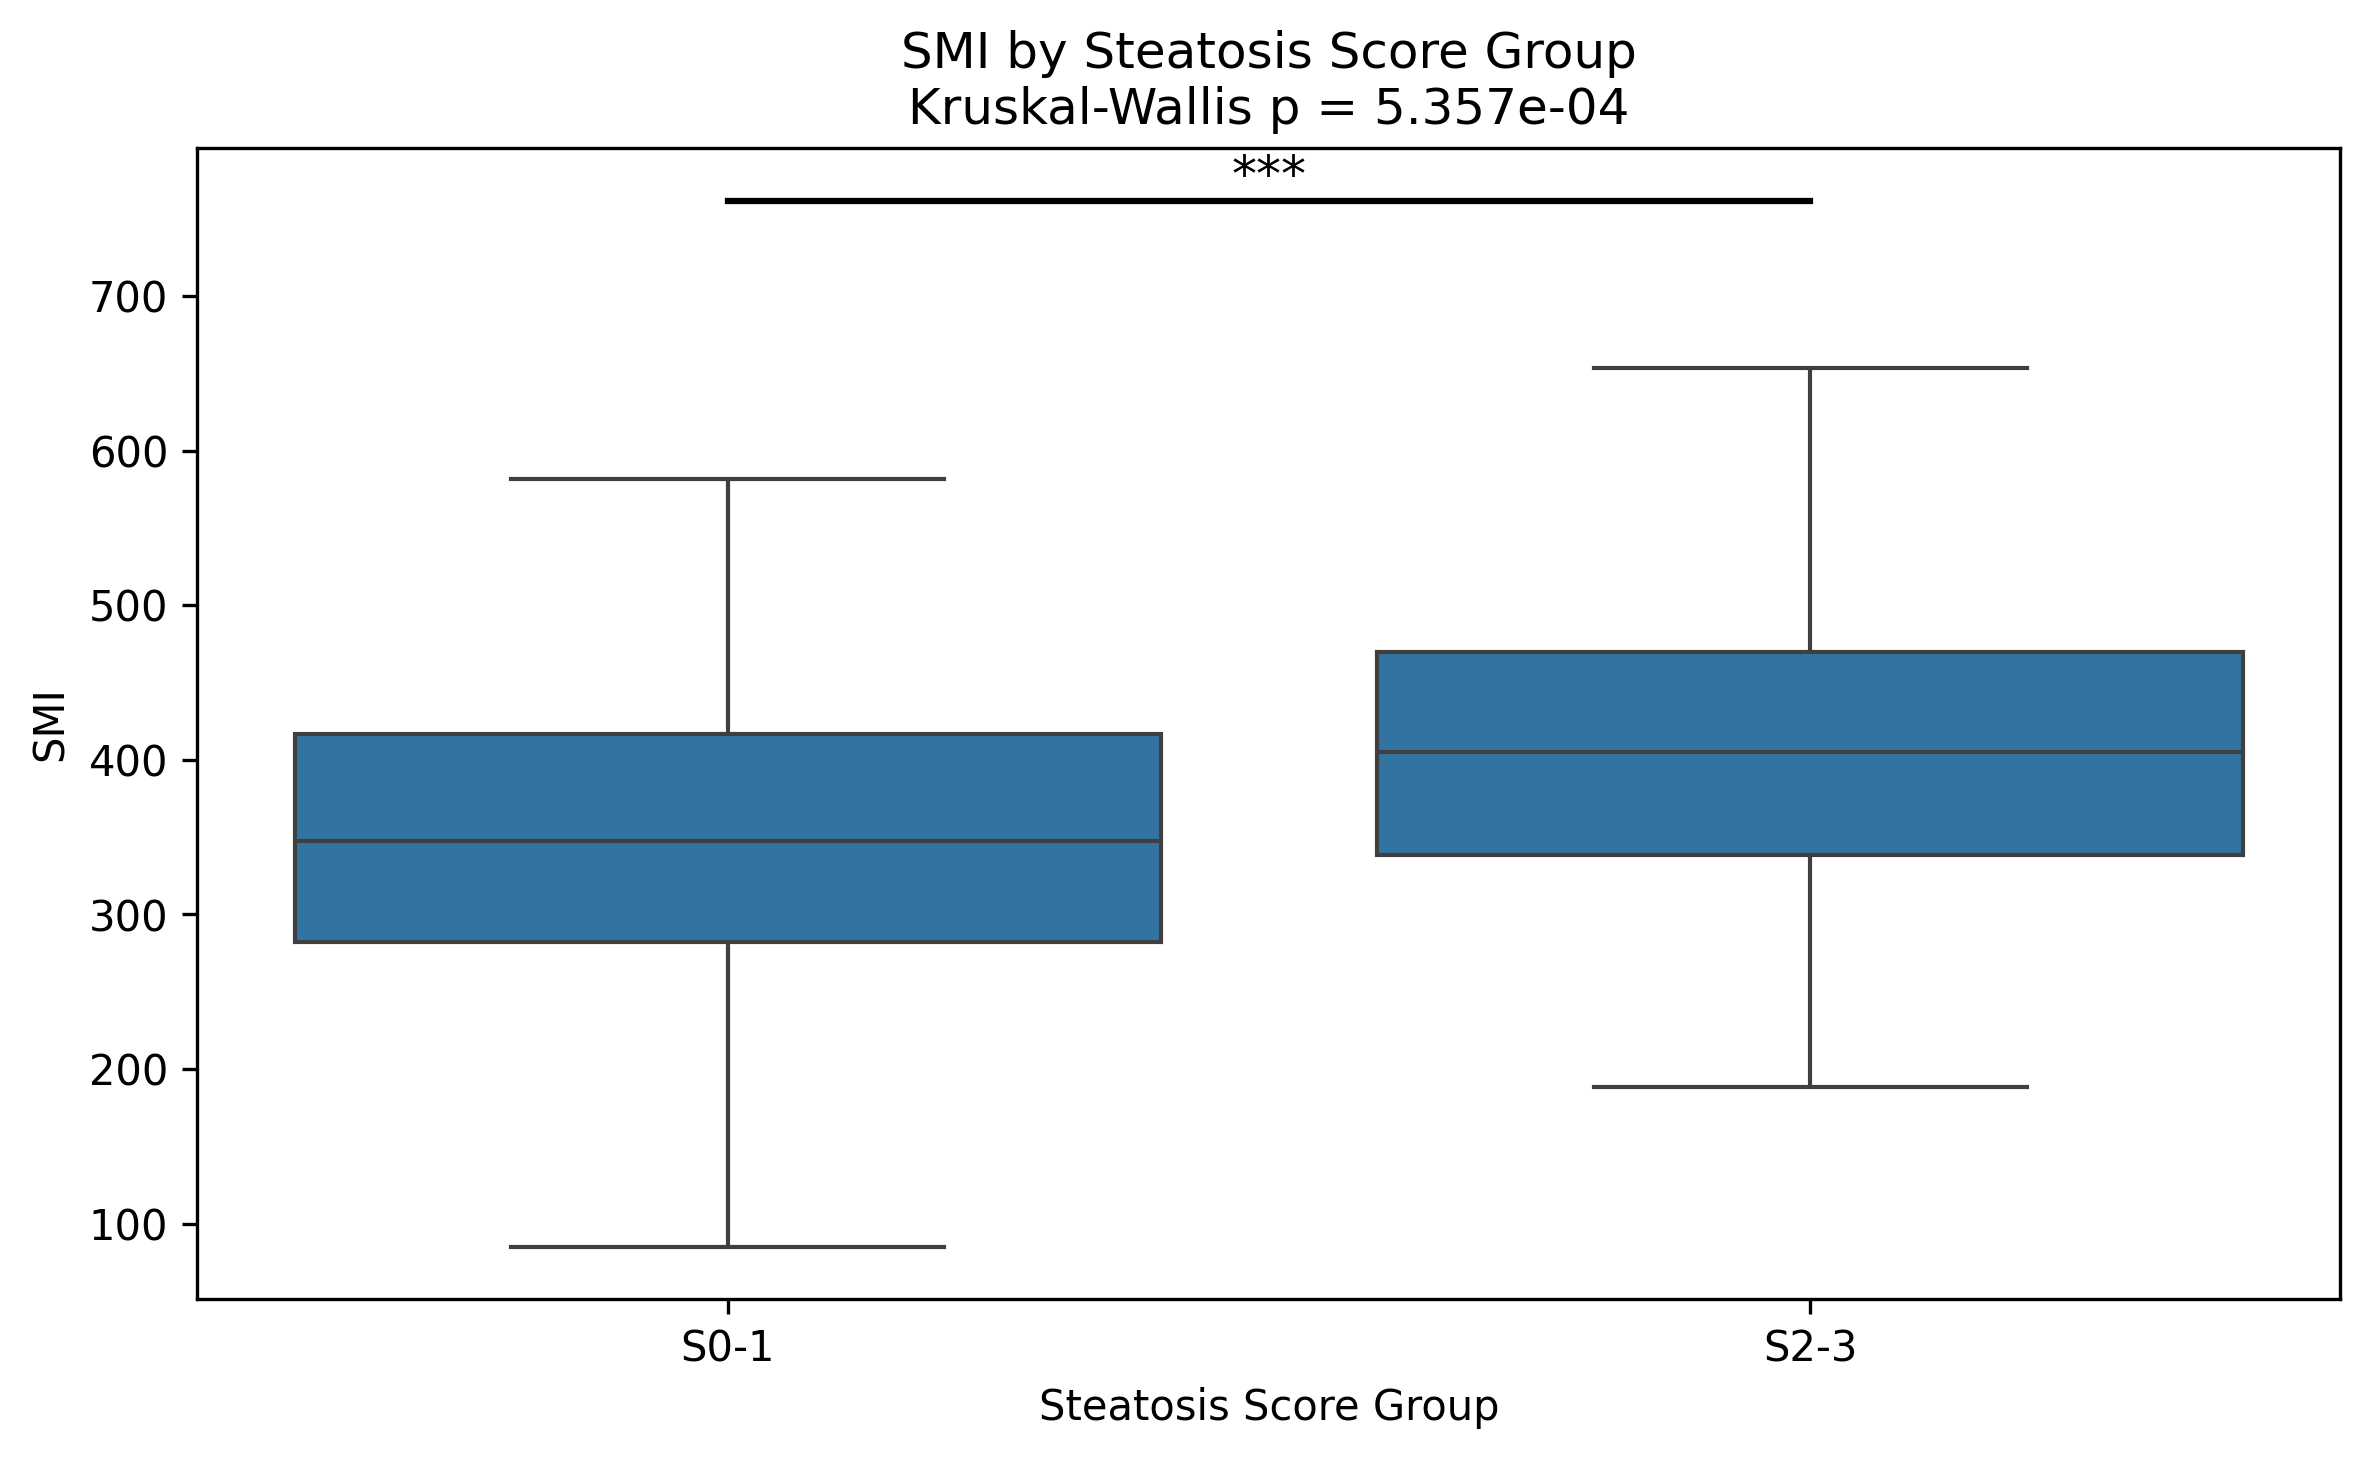 SMI by Steatosis Score Group
Kruskal-Wallis p = 5.357e-04
***
700
600
500
400
300
200
100
SMI
S0-1
S2-3
Steatosis Score Group